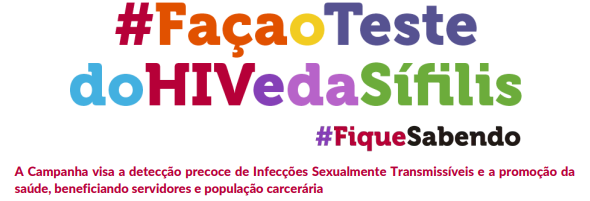 #FaçaoTeste
doHIVedaSífilis
#FiqueSabendo
A Campanha visa a detecção precoce de Infecções Sexualmente Transmissíveis e a promoção da
saúde, beneficiando servidores e população carcerária